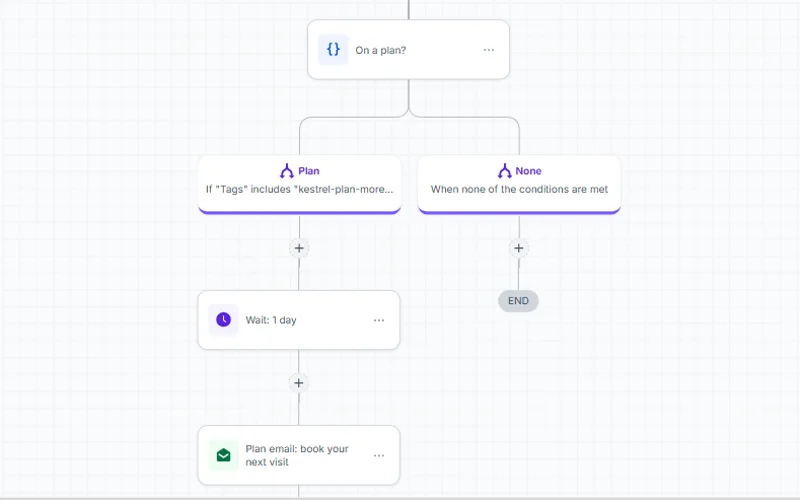 On a plan?
Plan
If "Tags" includes "kestrel-plan-more...
None
When none of the conditions are met
END
Wait: 1 day
Plan email: book your
next visit